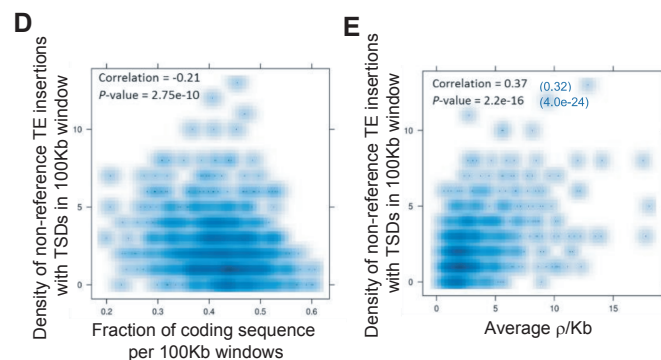 D
Density of non-reference TE insertions
with TSDs in 100Kb window
Correlation = -0.21
P-value = 2.75e-10
10
5
0
0.2 0.3 0.4 0.5 0.6
Fraction of coding sequence
per 100Kb windows
E
Density of non-reference TE insertions
with TSDs in 100Kb window
Correlation = 0.37 (0.32)
P-value = 2.2e-16 (4.0e-24)
10
5
0
0 5 10 15
Average ρ/Kb